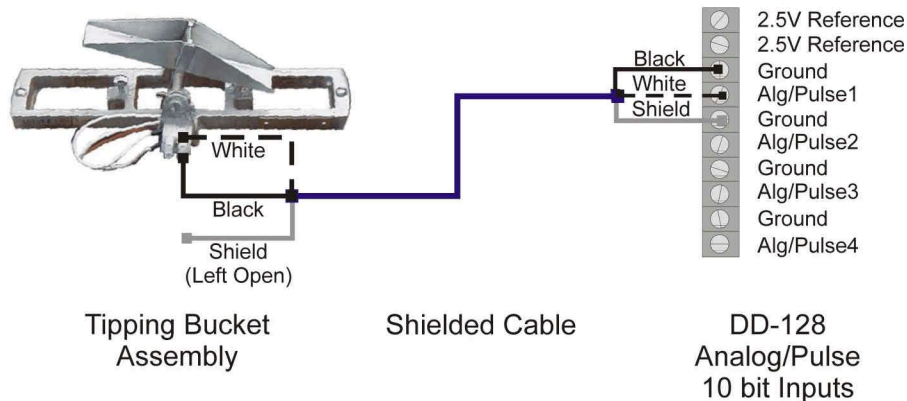 White
Black
Shield
(Left Open)
Black
White
Shield
2.5V Reference
2.5V Reference
Ground
Alg/Pulse1
Ground
Alg/Pulse2
Ground
Alg/Pulse3
Ground
Alg/Pulse4
Tipping Bucket
Assembly
Shielded Cable
DD-128
Analog/Pulse
10 bit Inputs